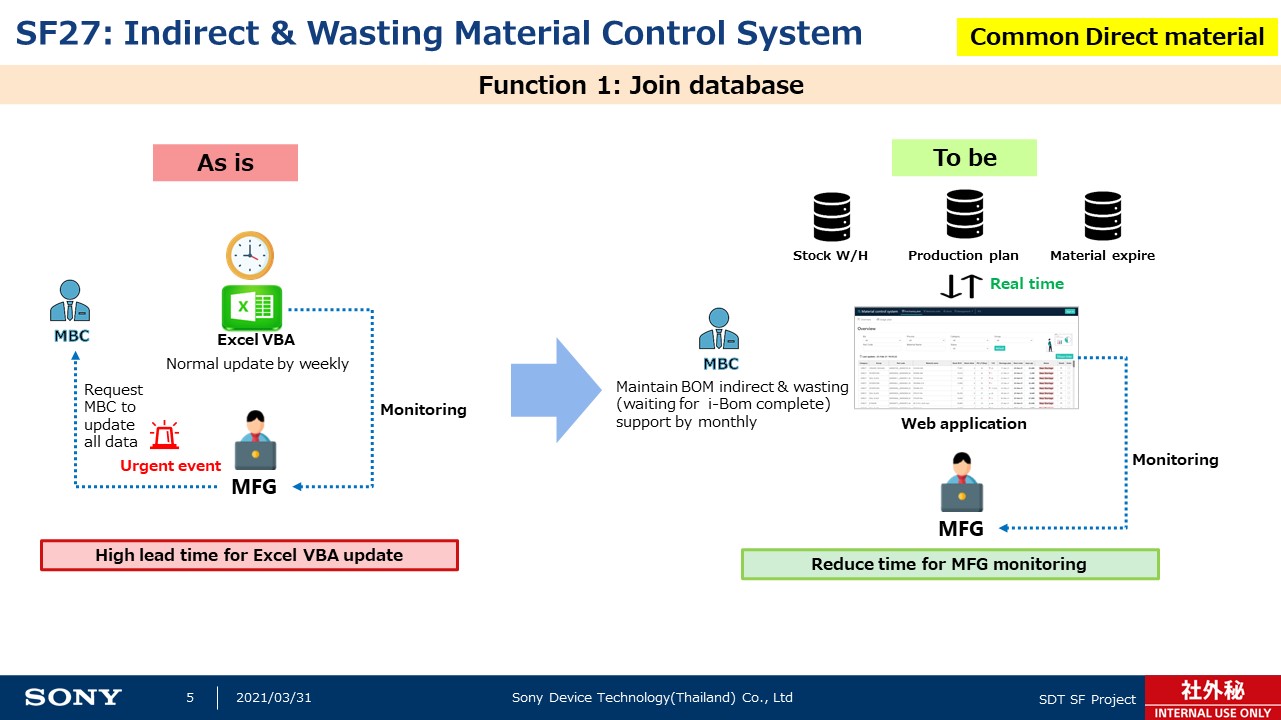 SF27: Indirect & Wasting Material Control System
Common Direct material
Function 1: Join database
As is
Excel VBA
Normal update by weekly
MBC
Request
MBC to
update
all data
Urgent event
MFG
Monitoring
High lead time for Excel VBA update
To be
Stock W/H
Production plan
Material expire
Real time
Material control system
Overview
Web application
MBC
Maintain BOM indirect & wasting
(waiting for i-Bom complete)
support by monthly
Monitoring
MFG
Reduce time for MFG monitoring
SONY
5
2021/03/31
Sony Device Technology(Thailand) Co., Ltd
SDT SF Project
社外秘
INTERNAL USE ONLY